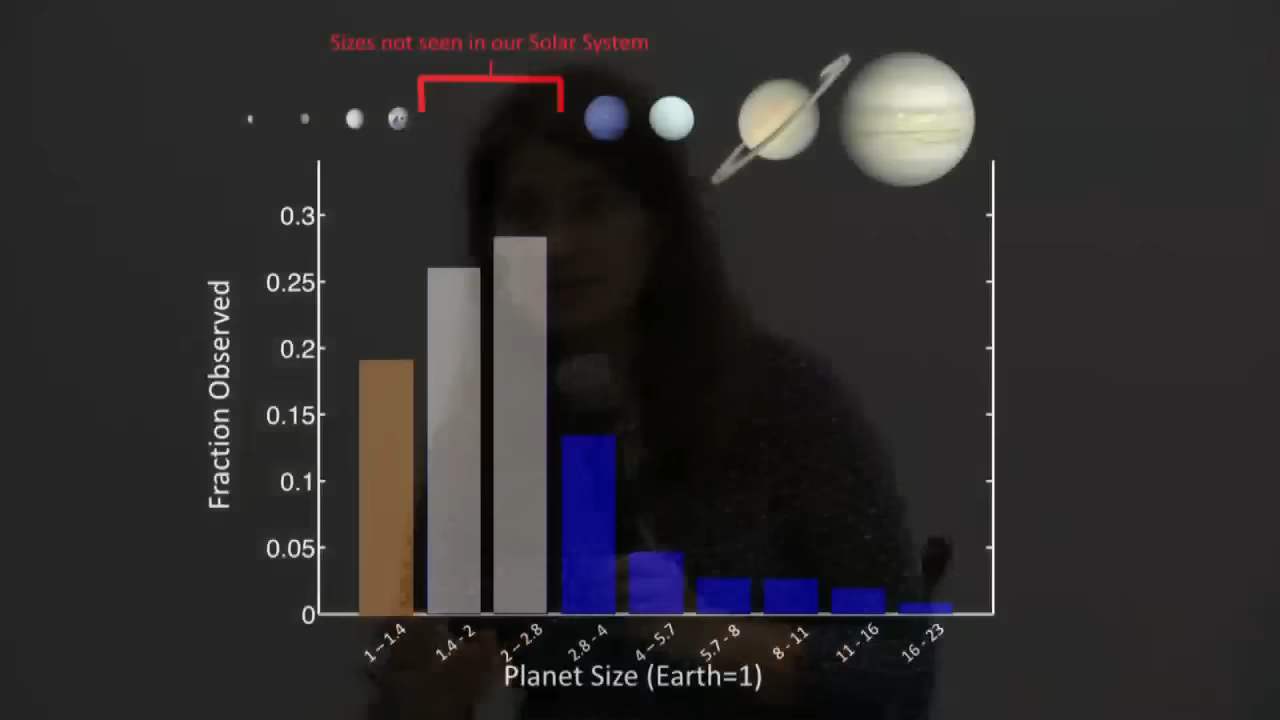 Sizes not seen in our Solar System
0.3
0.25
0.2
0.15
0.1
0.05
0
Fraction Observed
1 – 1.4
1.4 - 2
2 – 2.8
2.8 - 4
4 – 5.7
5.7 - 8
8 - 11
11 - 16
16 - 23
Planet Size (Earth=1)